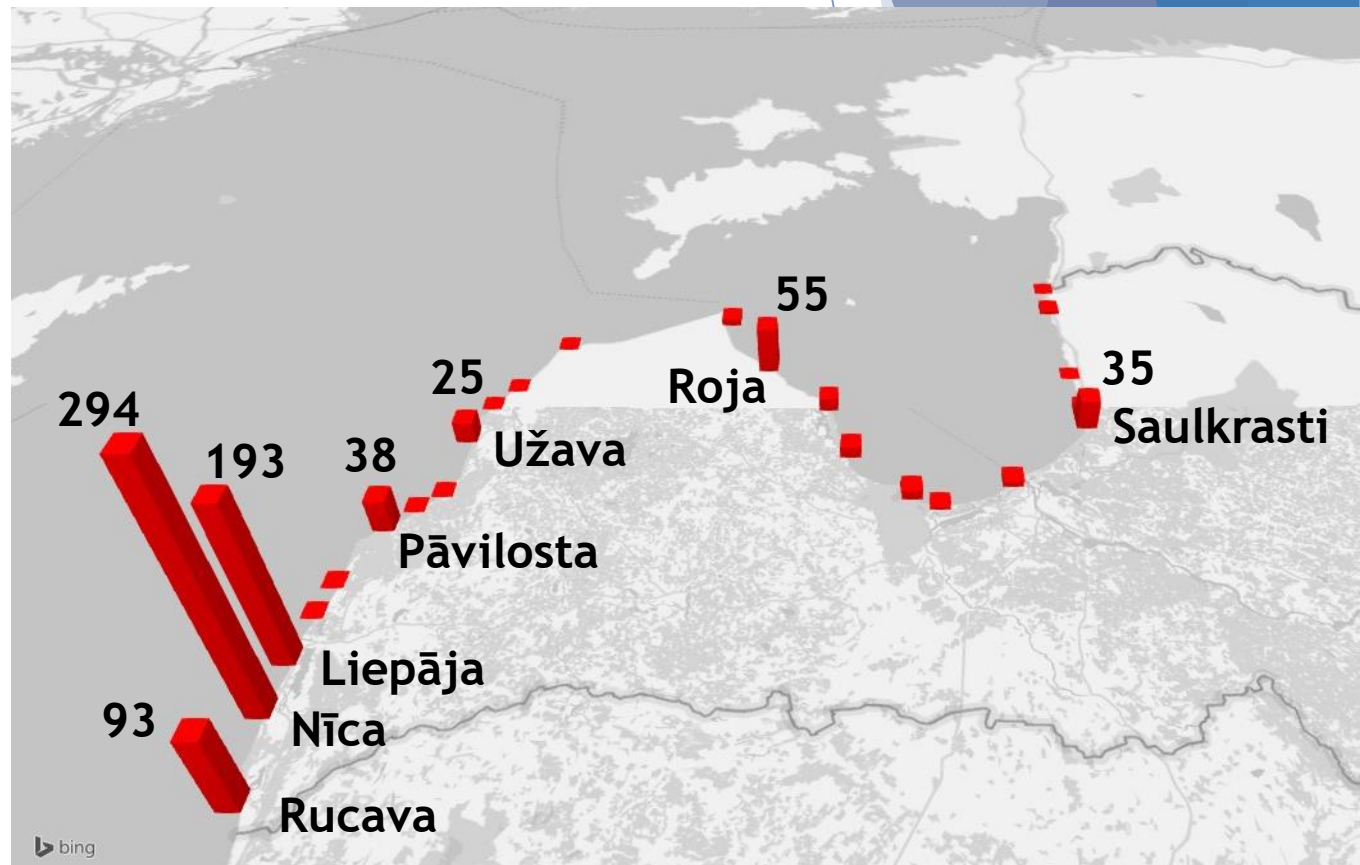 55
Roja
35
Saulkrasti
25
Užava
294
193
38
Pāvilosta
Liepāja
Nīca
93
Rucava
bing